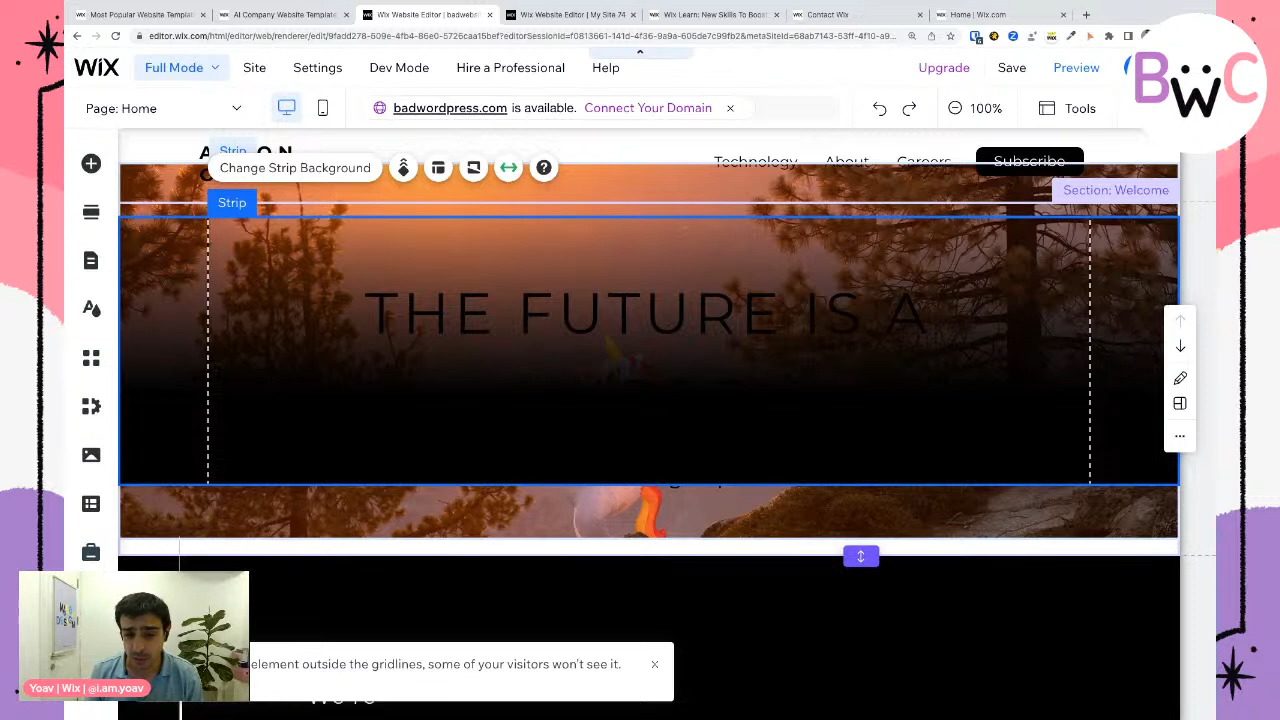 Most Popular Website Templat
AI Company Website Template
Wix Website Editor | badwebsi
Wix Website Editor | My Site 74
Wix Learn: New Skills To Boos
Contact Wix
Home | Wix.com
WiX
Full Mode
Site
Settings
Dev Mode
Hire a Professional
Help
Upgrade
Save
Preview
BWC
Page: Home
badwordpress.com is available.
Connect Your Domain
100%
Tools
Strip
Technology
About
Careers
Subscribe
Change Strip Background
Section: Welcome
Strip
THE FUTURE IS A
element outside the gridlines, some of your visitors won't see it.
Yoav | Wix | @i.am.yoav